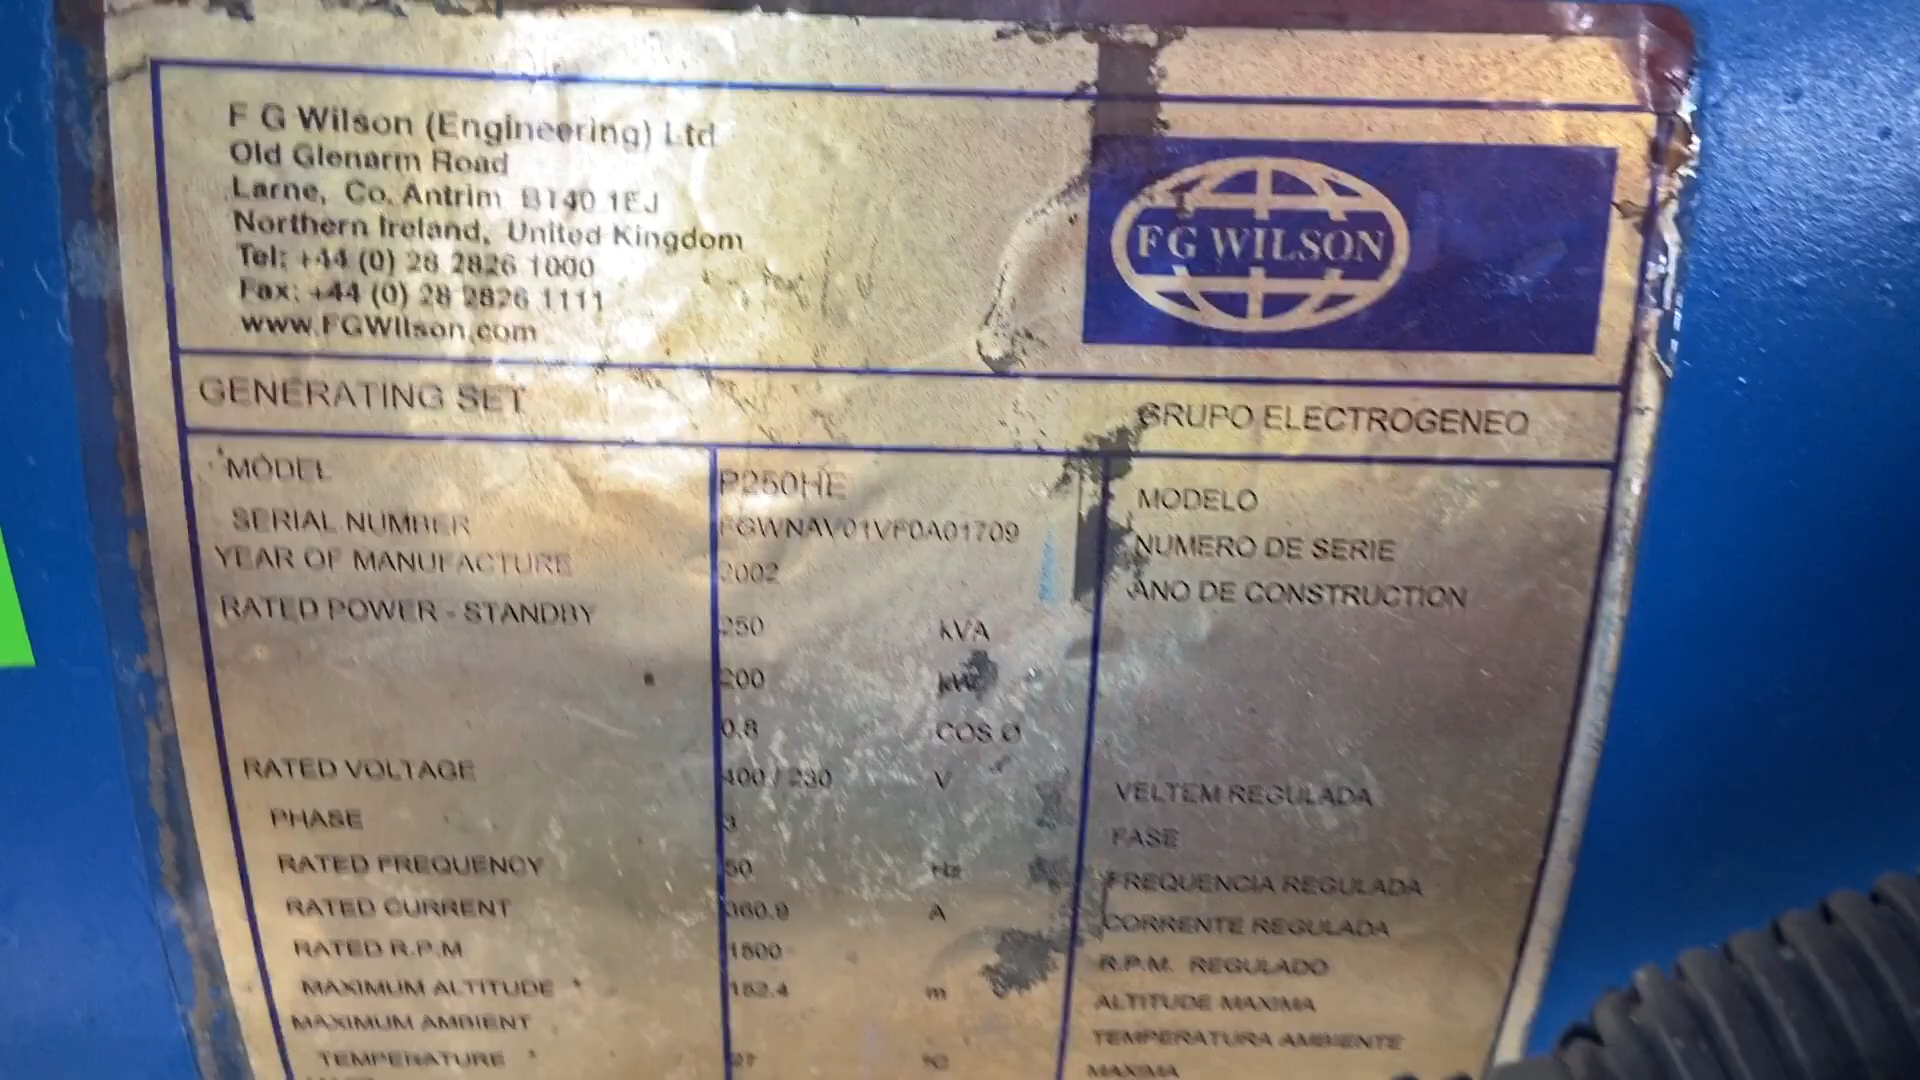 F G Wilson (Engineering) Ltd
Old Glenarm Road
Larne, Co. Antrim BT40 1EJ
Northern Ireland, United Kingdom
Tel: +44 (0) 28 2826 1000
Fax: +44 (0) 28 2826 1111
www.FGWilson.com
FG WILSON
GENERATING SET
GRUPO ELECTROGENEO
MODEL P250HE MODELO
SERIAL NUMBER FGWNAV01VF0A01709 NUMERO DE SERIE
YEAR OF MANUFACTURE 2002 ANO DE CONSTRUCTION
RATED POWER - STANDBY 250 kVA
200 kW
0.8 COS Ø
RATED VOLTAGE 400 / 230 V VELTEM REGULADA
PHASE 3 FASE
RATED FREQUENCY 50 Hz FREQUENCIA REGULADA
RATED CURRENT 360.9 A CORRENTE REGULADA
RATED R.P.M 1500 R.P.M. REGULADO
MAXIMUM ALTITUDE 152.4 m ALTITUDE MAXIMA
MAXIMUM AMBIENT TEMPERATURA AMBIENTE
TEMPERATURE 27 °C MAXIMA